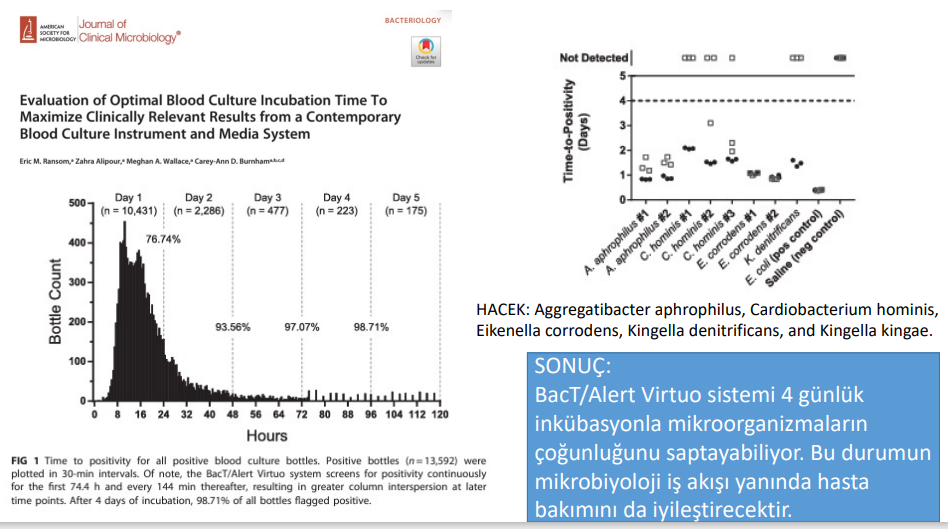 AMERICAN
SOCIETY FOR
MICROBIOLOGY
Journal of
Clinical Microbiology®
BACTERIOLOGY
Check for
updates
Evaluation of Optimal Blood Culture Incubation Time To
Maximize Clinically Relevant Results from a Contemporary
Blood Culture Instrument and Media System
Eric M. Ransom,ᵃ Zahra Alipour,ᵃ Meghan A. Wallace,ᵃ Carey-Ann D. Burnhamᵃ,ᵇ,ᶜ,ᵈ
Day 1 Day 2 Day 3 Day 4 Day 5
(n = 10,431) (n = 2,286) (n = 477) (n = 223) (n = 175)
500
400
300
200
100
0
Bottle Count
76.74%
93.56% 97.07% 98.71%
0 8 16 24 32 40 48 56 64 72 80 88 96 104 112 120
Hours
FIG 1 Time to positivity for all positive blood culture bottles. Positive bottles (n=13,592) were
plotted in 30-min intervals. Of note, the BacT/Alert Virtuo system screens for positivity continuously
for the first 74.4 h and every 144 min thereafter, resulting in greater column interspersion at later
time points. After 4 days of incubation, 98.71% of all bottles flagged positive.
Not Detected
5
4
3
2
1
0
Time-to-Positivity
(Days)
A. aphrophilus #1
A. aphrophilus #2
C. hominis #1
C. hominis #2
C. hominis #3
E. corrodens #1
E. corrodens #2
K. denitrificans
E. coli (pos control)
Saline (neg control)
HACEK: Aggregatibacter aphrophilus, Cardiobacterium hominis,
Eikenella corrodens, Kingella denitrificans, and Kingella kingae.
SONUÇ:
BacT/Alert Virtuo sistemi 4 günlük
inkübasyonla mikroorganizmaların
çoğunluğunu saptayabiliyor. Bu durumun
mikrobiyoloji iş akışı yanında hasta
bakımını da iyileştirecektir.